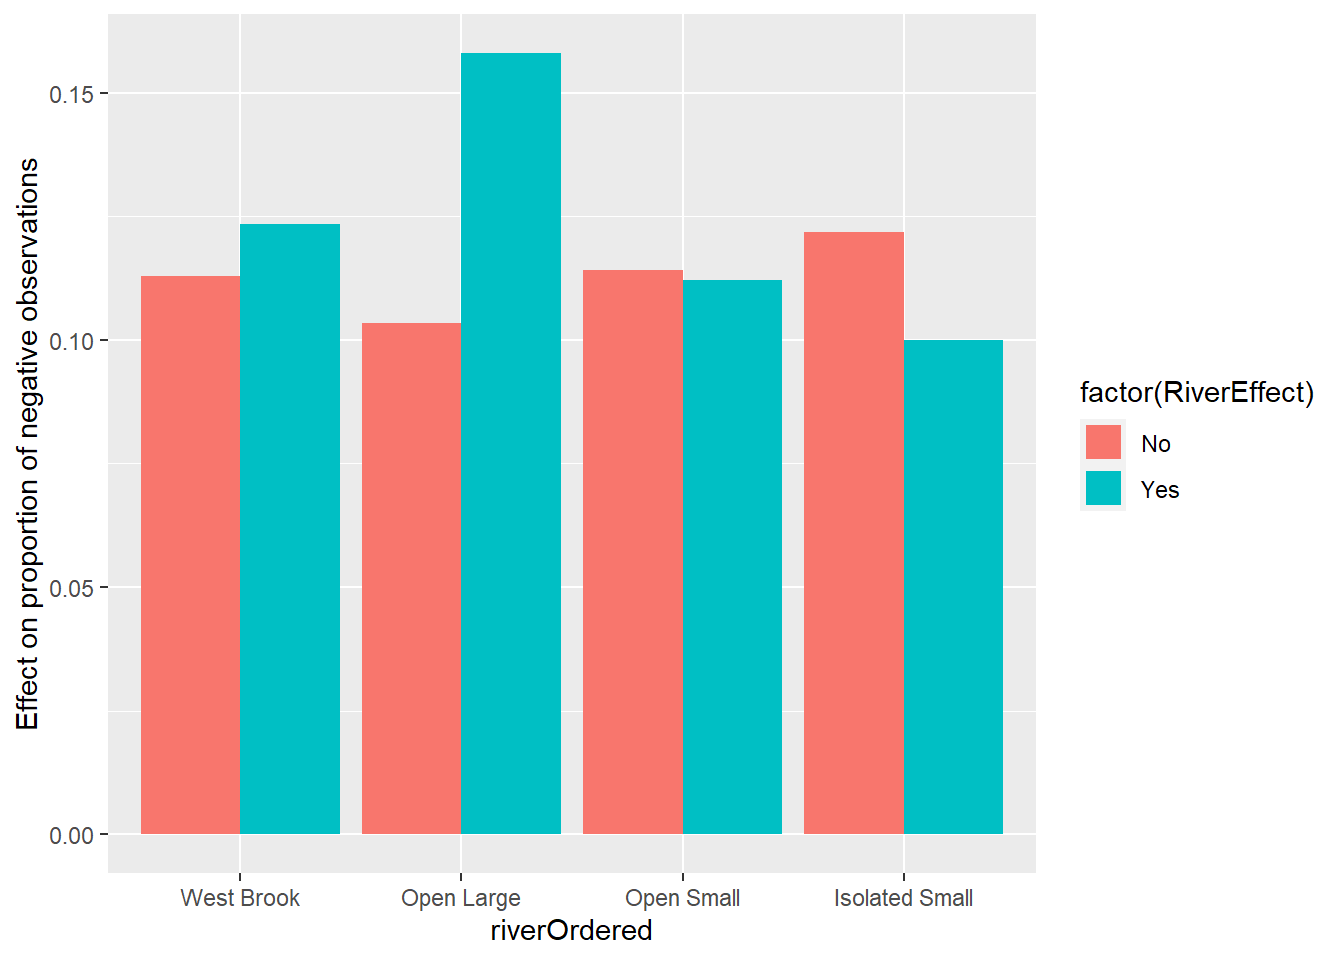 Effect on proportion of negative observations
0.15
0.10
0.05
0.00
West Brook
Open Large
Open Small
Isolated Small
riverOrdered
factor(RiverEffect)
No
Yes